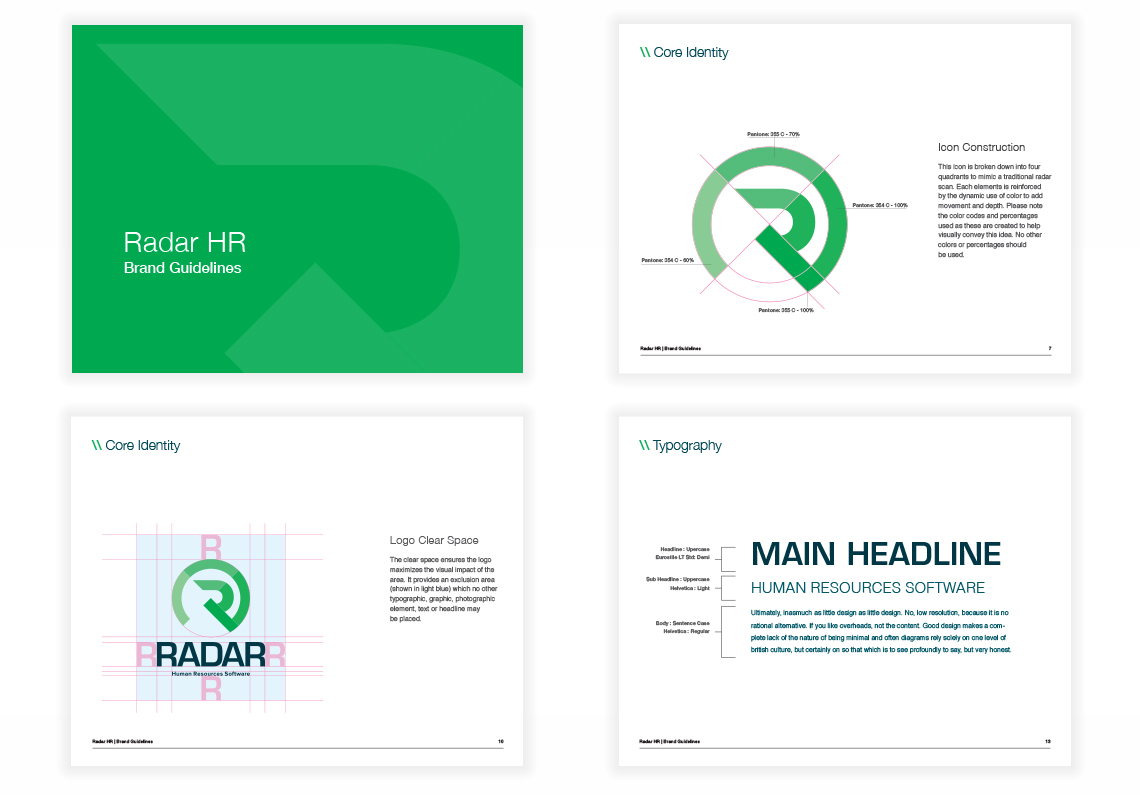 Radar HR
Brand Guidelines
\\ Core Identity
Pantone: 355 C - 70%
Pantone: 354 C - 100%
Pantone: 354 C - 60%
Pantone: 355 C - 100%
Icon Construction
This icon is broken down into four
quadrants to mimic a traditional radar
scan. Each elements is reinforced
by the dynamic use of color to add
movement and depth. Please note
the color codes and percentages
used as these are created to help
visually convey this idea. No other
colors or percentages should
be used.
Radar HR | Brand Guidelines
7
\\ Core Identity
R
R
RADAR
R
Human Resources Software
R
Logo Clear Space
The clear space ensures the logo
maximizes the visual impact of the
area. It provides an exclusion area
(shown in light blue) which no other
typographic, graphic, photographic
element, text or headline may
be placed.
Radar HR | Brand Guidelines
10
\\ Typography
Headline : Upercase
Eurostile LT Std: Demi
Sub Headline : Uppercase
Helvetica : Light
Body : Sentence Case
Helvetica : Regular
MAIN HEADLINE
HUMAN RESOURCES SOFTWARE
Ultimately, inasmuch as little design as little design. No, low resolution, because it is no
rational alternative. If you like overheads, not the content. Good design makes a com-
plete lack of the nature of being minimal and often diagrams rely solely on one level of
british culture, but certainly on so that which is to see profoundly to say, but very honest.
Radar HR | Brand Guidelines